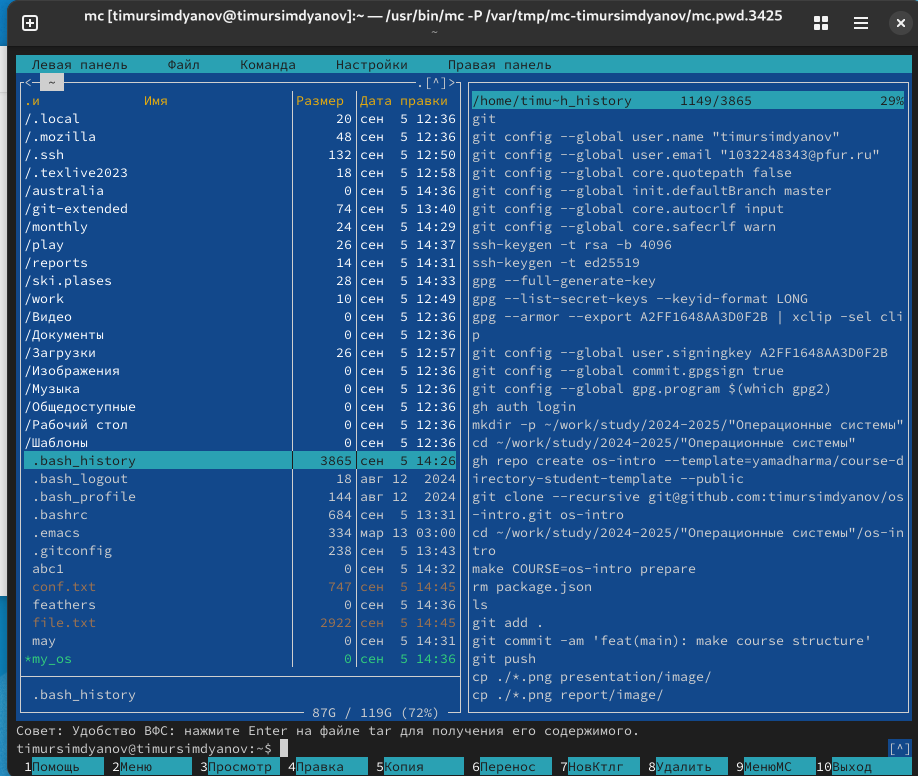 mc [timursimdyanov@timursimdyanov]:~ — /usr/bin/mc -P /var/tmp/mc-timursimdyanov/mc.pwd.3425
~
Левая панель Файл Команда Настройки Правая панель
<─ ~ .[^]>
.и Имя Размер Дата правки
/.local 20 сен 5 12:36
/.mozilla 48 сен 5 12:36
/.ssh 132 сен 5 12:50
/.texlive2023 18 сен 5 12:58
/australia 0 сен 5 14:36
/git-extended 74 сен 5 13:40
/monthly 24 сен 5 14:29
/play 26 сен 5 14:37
/reports 14 сен 5 14:31
/ski.plases 28 сен 5 14:33
/work 10 сен 5 12:49
/Видео 0 сен 5 12:36
/Документы 0 сен 5 12:36
/Загрузки 26 сен 5 12:57
/Изображения 0 сен 5 12:36
/Музыка 0 сен 5 12:36
/Общедоступные 0 сен 5 12:36
/Рабочий стол 0 сен 5 12:36
/Шаблоны 0 сен 5 12:36
.bash_history 3865 сен 5 14:26
.bash_logout 18 авг 12 2024
.bash_profile 144 авг 12 2024
.bashrc 684 сен 5 13:31
.emacs 334 мар 13 03:00
.gitconfig 238 сен 5 13:43
abc1 0 сен 5 14:32
conf.txt 747 сен 5 14:45
feathers 0 сен 5 14:36
file.txt 2922 сен 5 14:45
may 0 сен 5 14:31
*my_os 0 сен 5 14:36
.bash_history
87G / 119G (72%)
/home/timu~h_history 1149/3865 29%
git
git config --global user.name "timursimdyanov"
git config --global user.email "1032248343@pfur.ru"
git config --global core.quotepath false
git config --global init.defaultBranch master
git config --global core.autocrlf input
git config --global core.safecrlf warn
ssh-keygen -t rsa -b 4096
ssh-keygen -t ed25519
gpg --full-generate-key
gpg --list-secret-keys --keyid-format LONG
gpg --armor --export A2FF1648AA3D0F2B | xclip -sel cli
p
git config --global user.signingkey A2FF1648AA3D0F2B
git config --global commit.gpgsign true
git config --global gpg.program $(which gpg2)
gh auth login
mkdir -p ~/work/study/2024-2025/"Операционные системы"
cd ~/work/study/2024-2025/"Операционные системы"
gh repo create os-intro --template=yamadharma/course-d
irectory-student-template --public
git clone --recursive git@github.com:timursimdyanov/os
-intro.git os-intro
cd ~/work/study/2024-2025/"Операционные системы"/os-in
tro
make COURSE=os-intro prepare
rm package.json
ls
git add .
git commit -am 'feat(main): make course structure'
git push
cp ./*.png presentation/image/
cp ./*.png report/image/
Совет: Удобство ВФС: нажмите Enter на файле tar для получения его содержимого.
timursimdyanov@timursimdyanov:~$ [^]
1Помощь 2Меню 3Просмотр 4Правка 5Копия 6Перенос 7НовКтлг 8Удалить 9МенюМС 10Выход